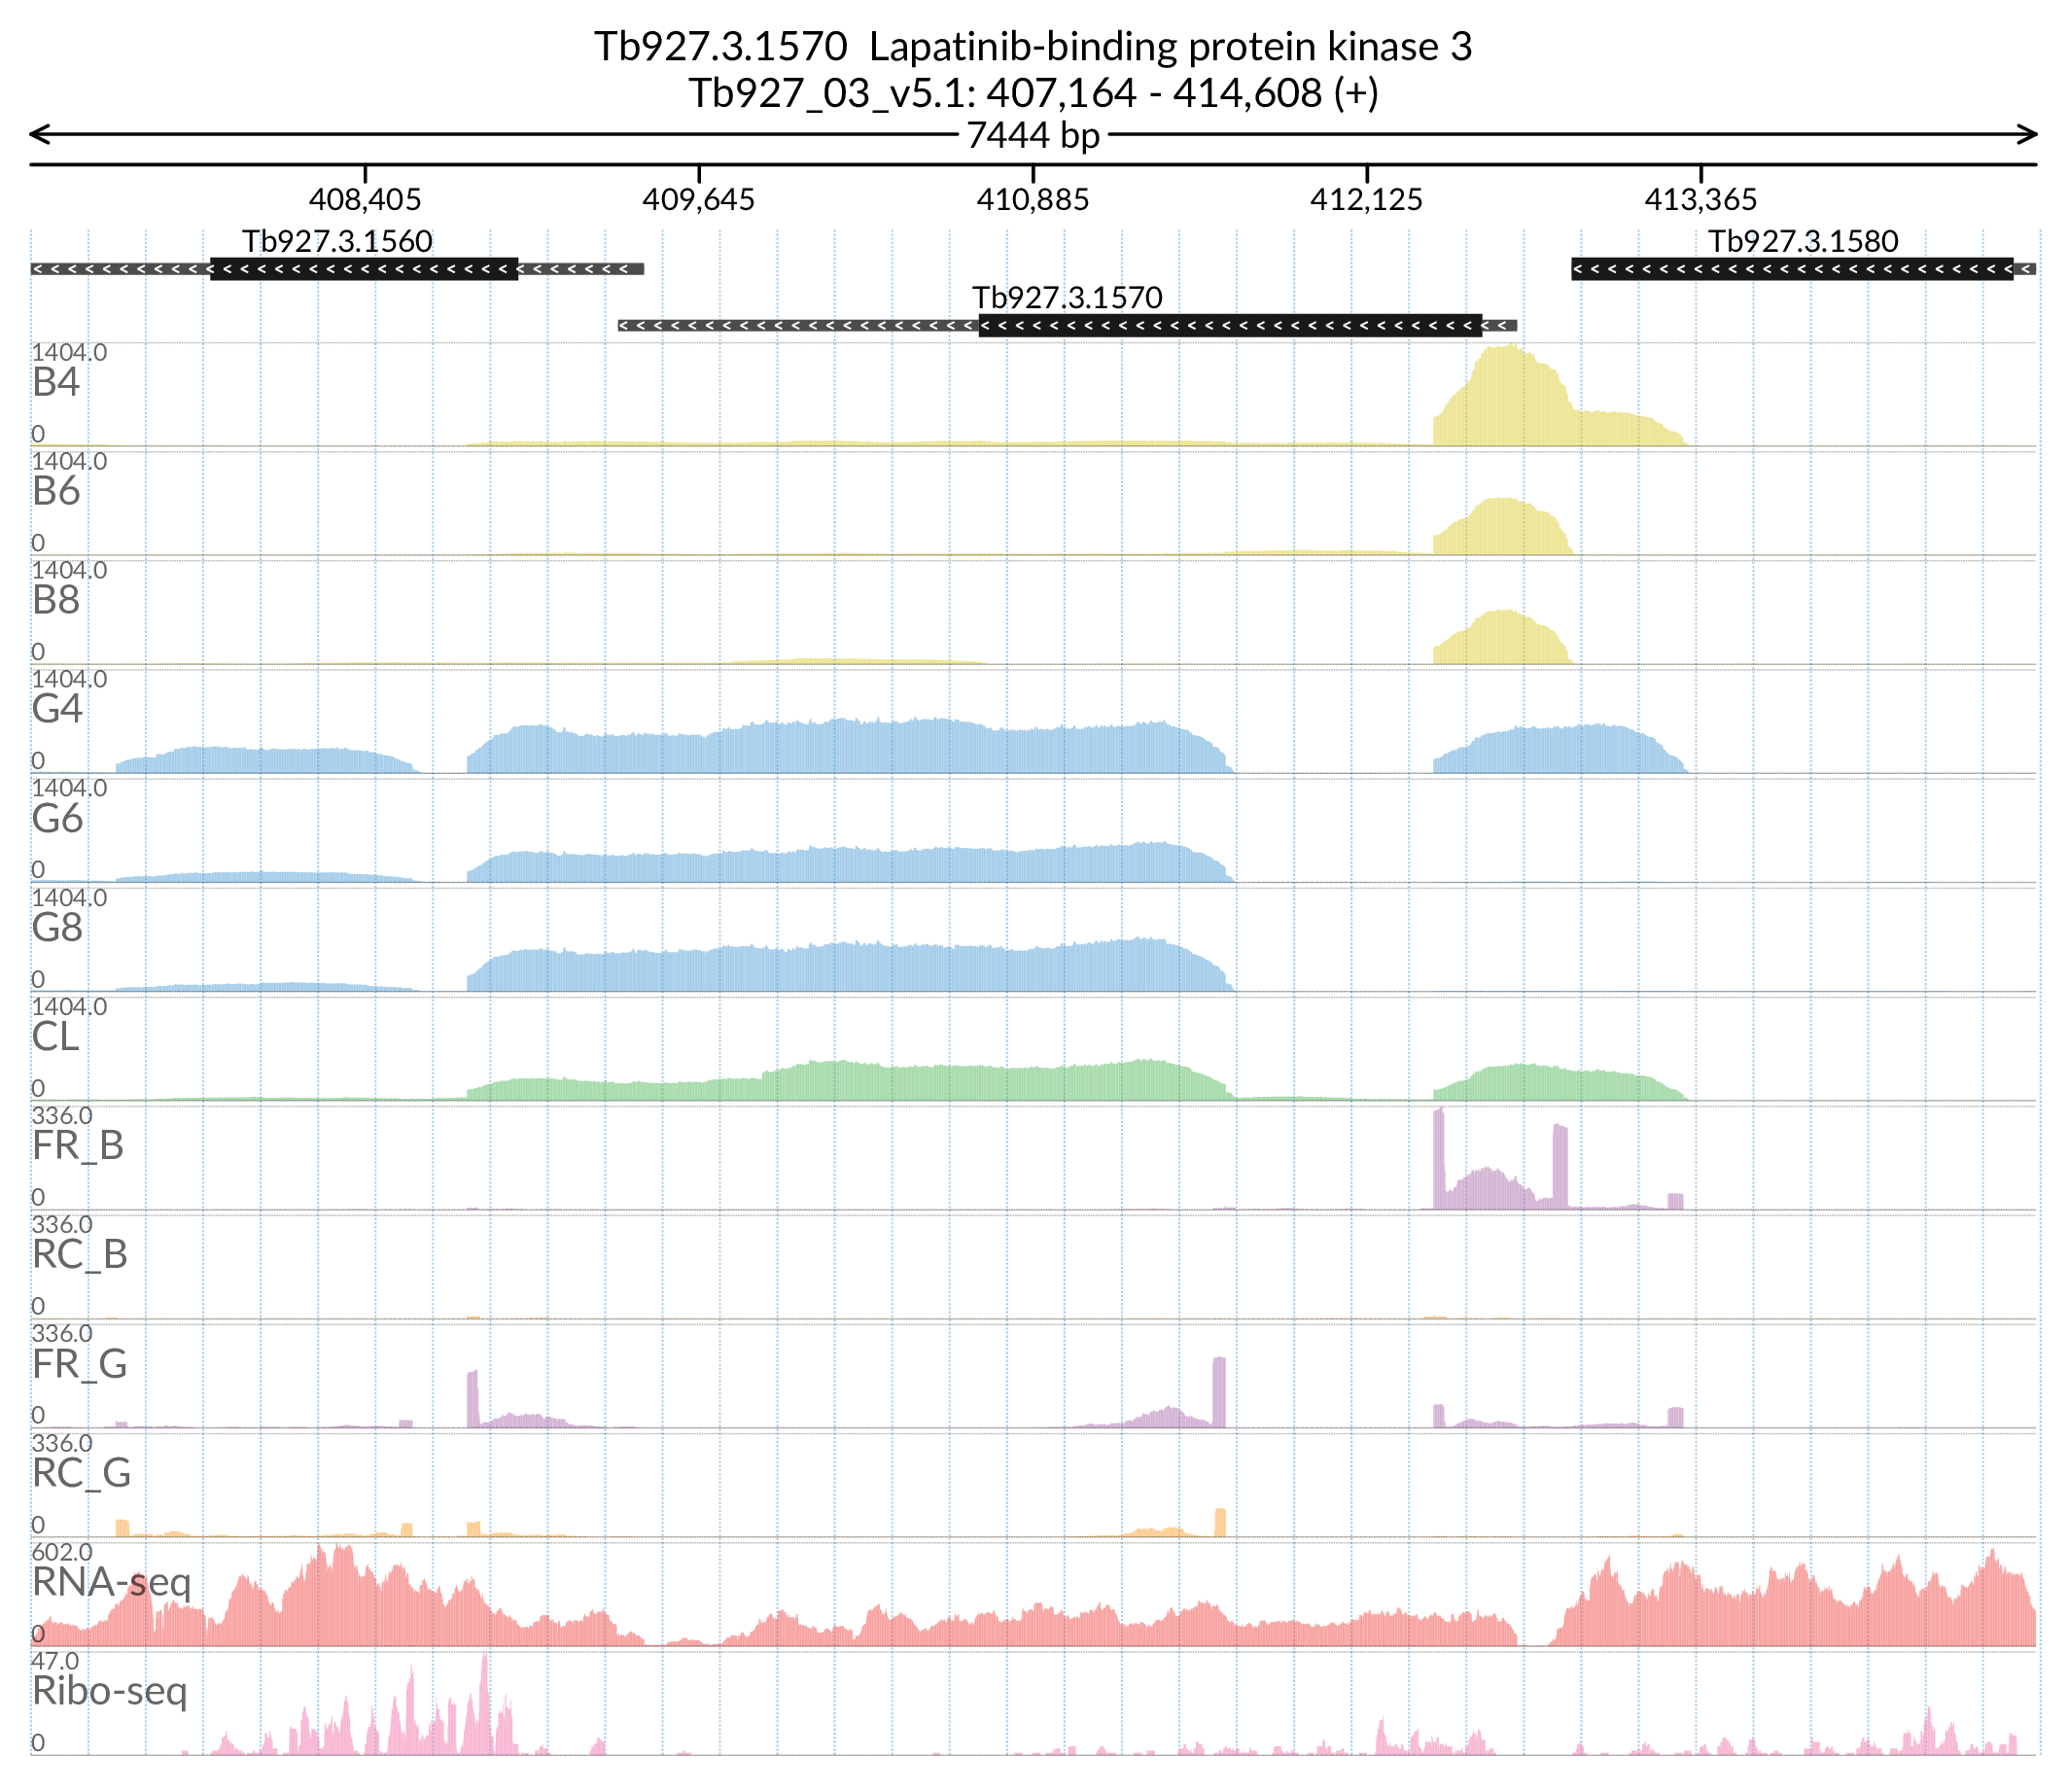 Tb927.3.1570  Lapatinib-binding protein kinase 3
Tb927_03_v5.1: 407,164 - 414,608 (+)
7444 bp
408,405 409,645 410,885 412,125 413,365
Tb927.3.1560 Tb927.3.1580
Tb927.3.1570
1404.0
B4
0
1404.0
B6
0
1404.0
B8
0
1404.0
G4
0
1404.0
G6
0
1404.0
G8
0
1404.0
CL
0
336.0
FR_B
0
336.0
RC_B
0
336.0
FR_G
0
336.0
RC_G
0
602.0
RNA-seq
0
47.0
Ribo-seq
0